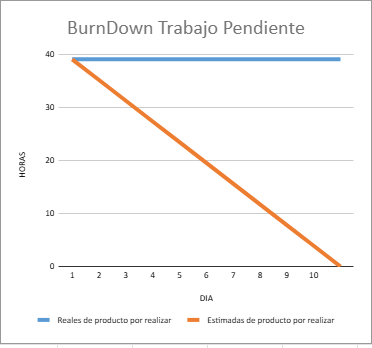 BurnDown Trabajo Pendiente
40
30
20
10
0
HORAS
1 2 3 4 5 6 7 8 9 10
DIA
Reales de producto por realizar Estimadas de producto por realizar